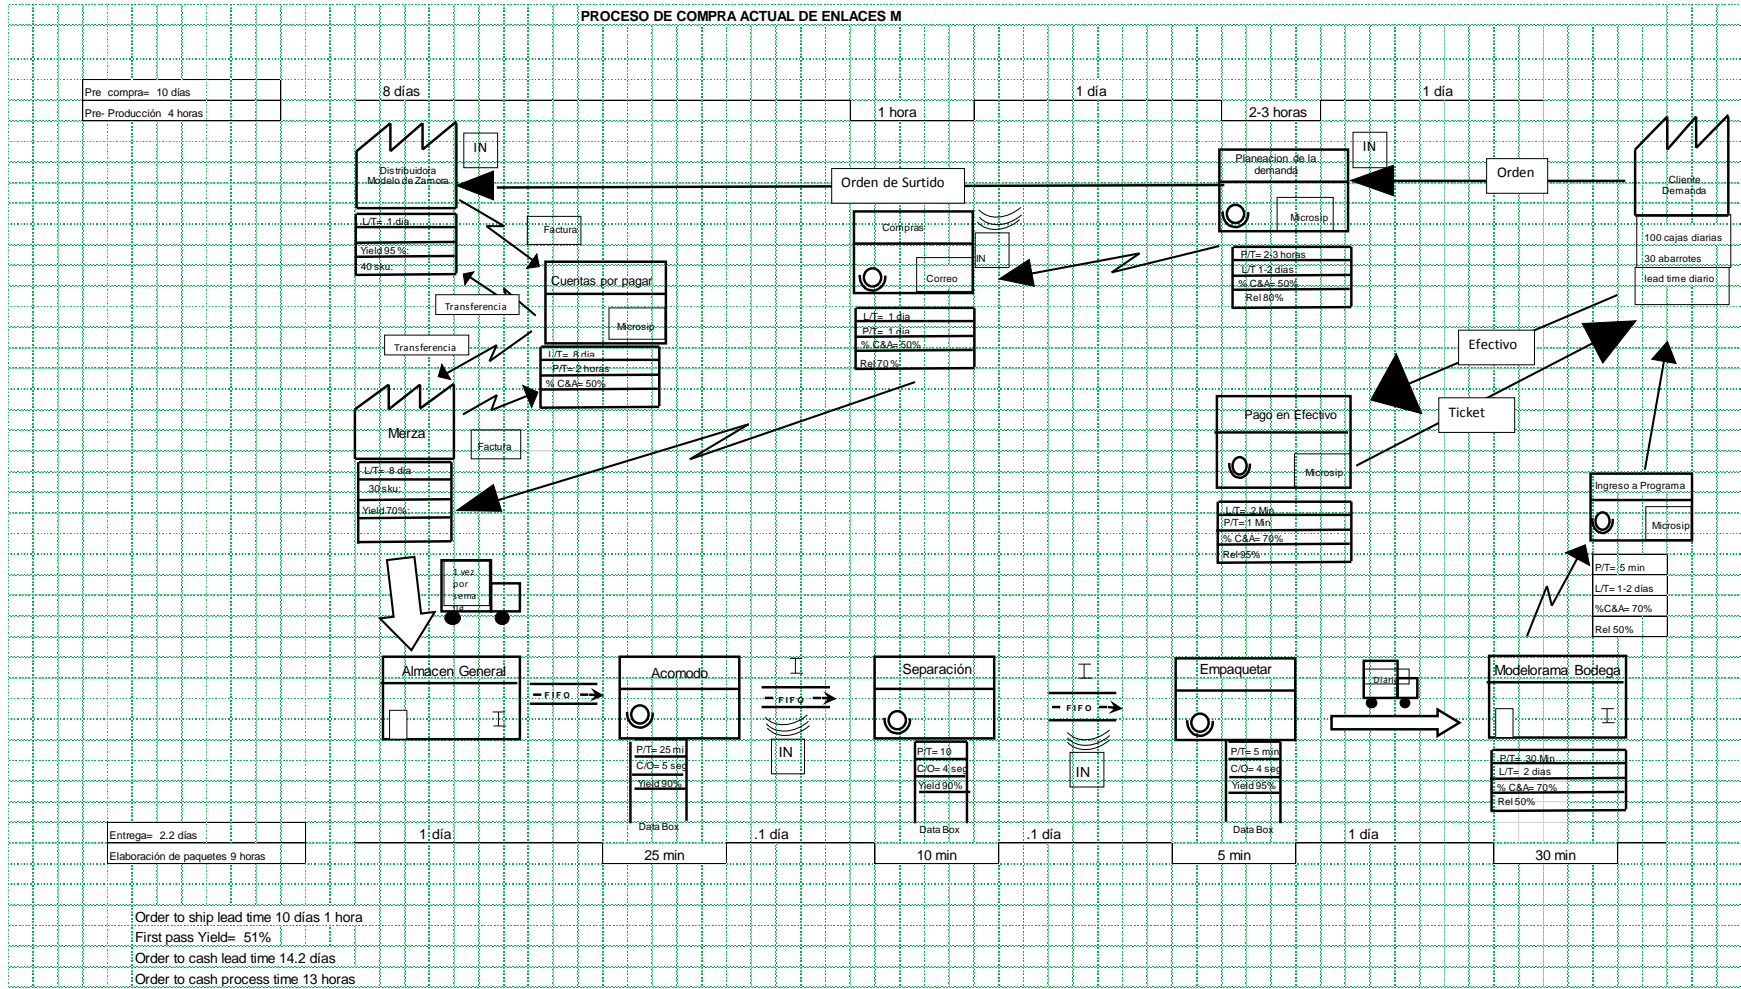 PROCESO DE COMPRA ACTUAL DE ENLACES M
Pre compra= 10 días
Pre- Producción 4 horas
8 días
1 hora
1 día
2-3 horas
1 día
Distribuidora
Modelo de Zamora
IN
L/T= 1 dia
Yield 95 %:
40 sku:
Factura
Transferencia
Transferencia
Cuentas por pagar
Microsip
L/T= 8 dia
P/T= 2 horas
% C&A= 50%
Merza
Factura
L/T= 8 dia
30 sku:
Yield 70%:
Orden de Surtido
Compras
Correo
IN
L/T= 1 dia
P/T= 1 dia
% C&A= 50%
Rel 70 %
Planeacion de la
demanda
Microsip
IN
P/T= 2-3 horas
L/T 1-2 días
% C&A= 50%
Rel 80%
Orden
Cliente
Demanda
100 cajas diarias
30 abarrotes
lead time diario
Efectivo
Ticket
Pago en Efectivo
Microsip
L/T= 2 Min
P/T= 1 Min
% C&A= 70%
Rel 95%
Ingreso a Programa
Microsip
P/T= 5 min
L/T= 1-2 días
%C&A= 70%
Rel 50%
1 vez
por
sema
na
Almacen General
I
FIFO
Acomodo
P/T= 25 mi
C/O= 5 seg
Yield 90%
Data Box
I
FIFO
IN
Separación
P/T= 10
C/O= 4 seg
Yield 90%
Data Box
I
FIFO
IN
Empaquetar
P/T= 5 min
C/O= 4 seg
Yield 95%
Data Box
Diari
Modelorama Bodega
I
P/T= 30 Min
L/T= 2 dias
% C&A= 70%
Rel 50%
Entrega= 2.2 días
Elaboración de paquetes 9 horas
1 día
25 min
.1 día
10 min
.1 día
5 min
1 día
30 min
Order to ship lead time 10 días 1 hora
First pass Yield= 51%
Order to cash lead time 14.2 días
Order to cash process time 13 horas